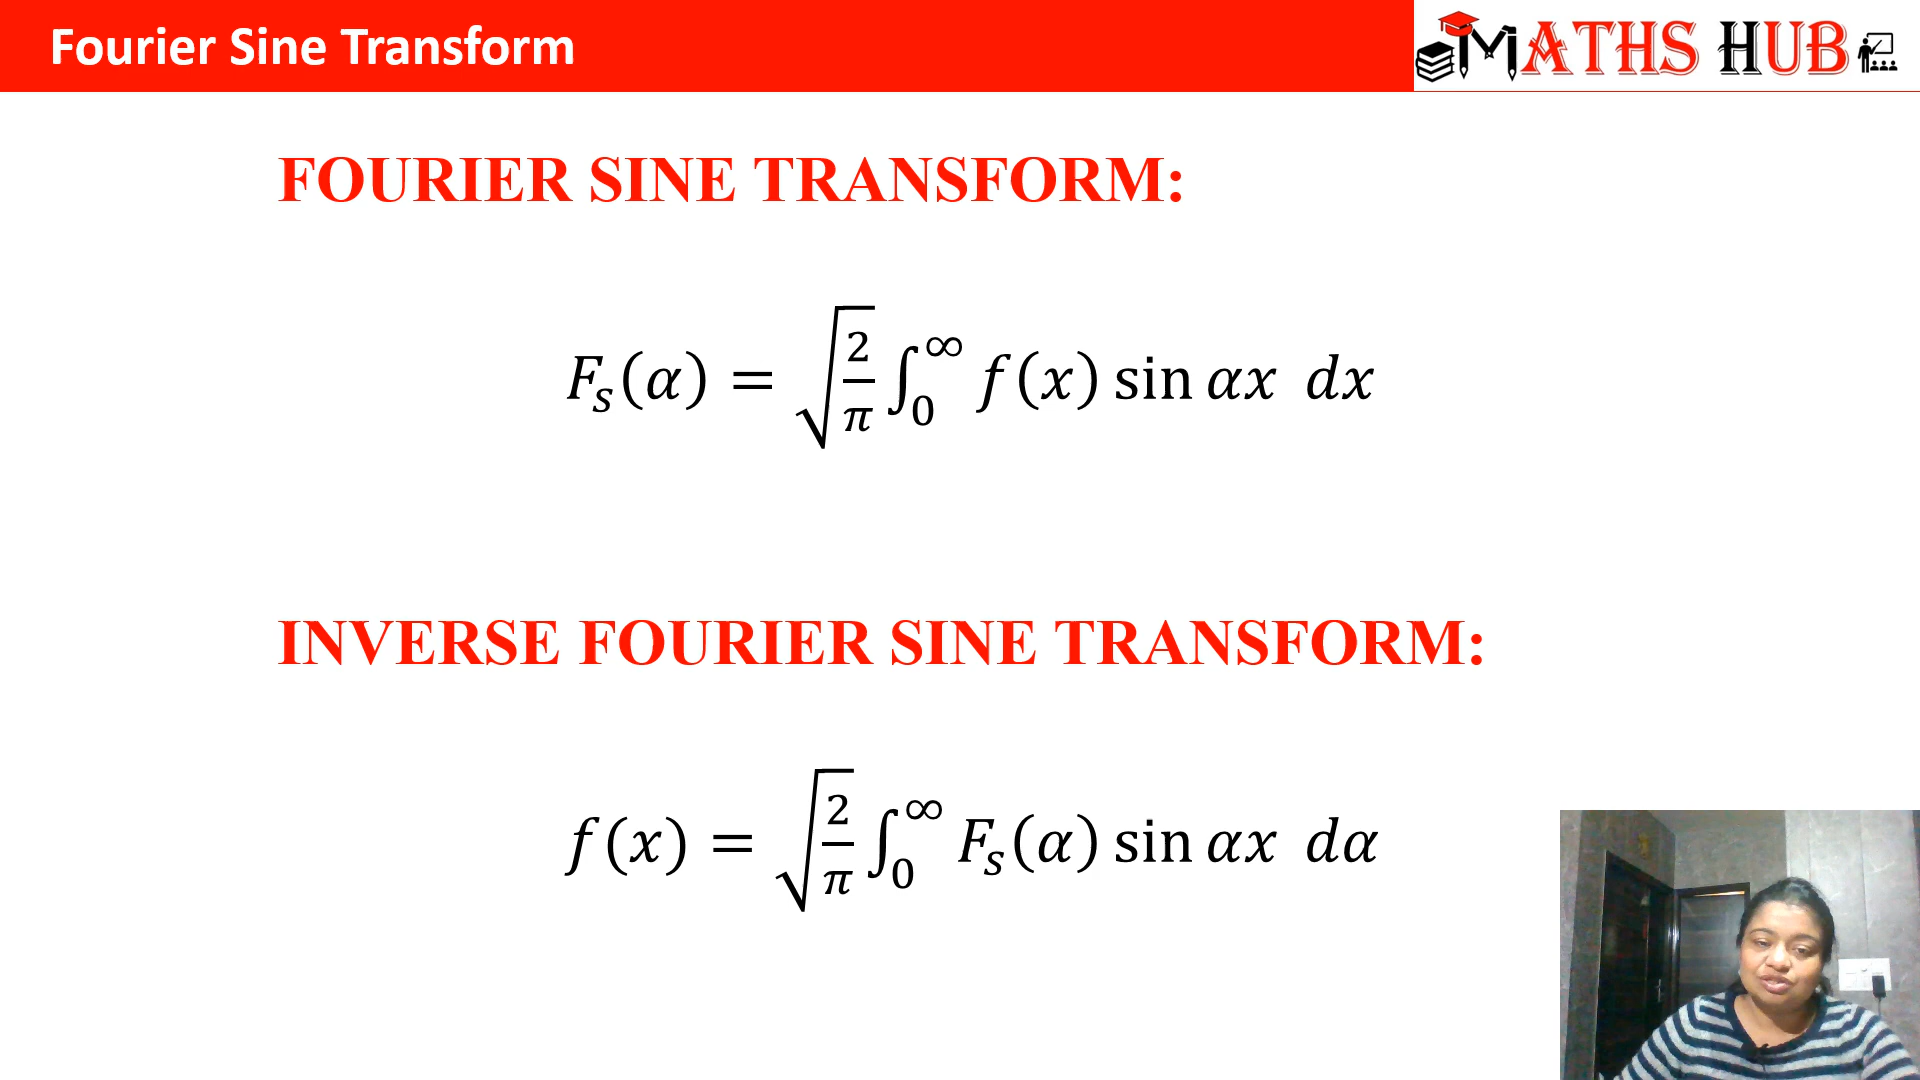 Fourier Sine Transform
MATHS HUB
FOURIER SINE TRANSFORM:
F_s(α) = √(2/π) ∫_0^∞ f(x) sin αx dx
INVERSE FOURIER SINE TRANSFORM:
f(x) = √(2/π) ∫_0^∞ F_s(α) sin αx dα